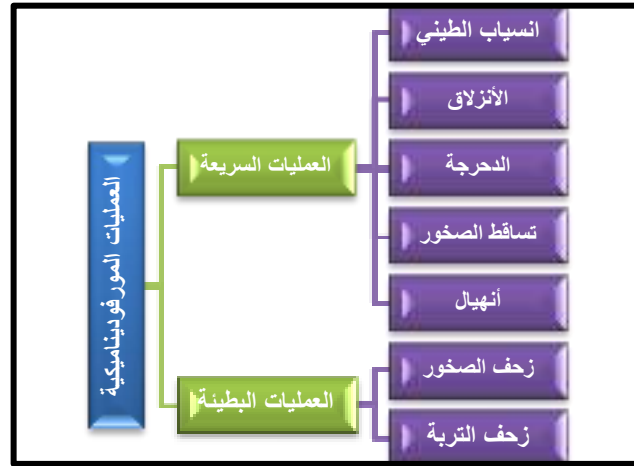 العمليات المورفوديناميكية
العمليات السريعة
انسياب الطيني
الأنزلاق
الدحرجة
تساقط الصخور
أنهيال
العمليات البطيئة
زحف الصخور
زحف التربة